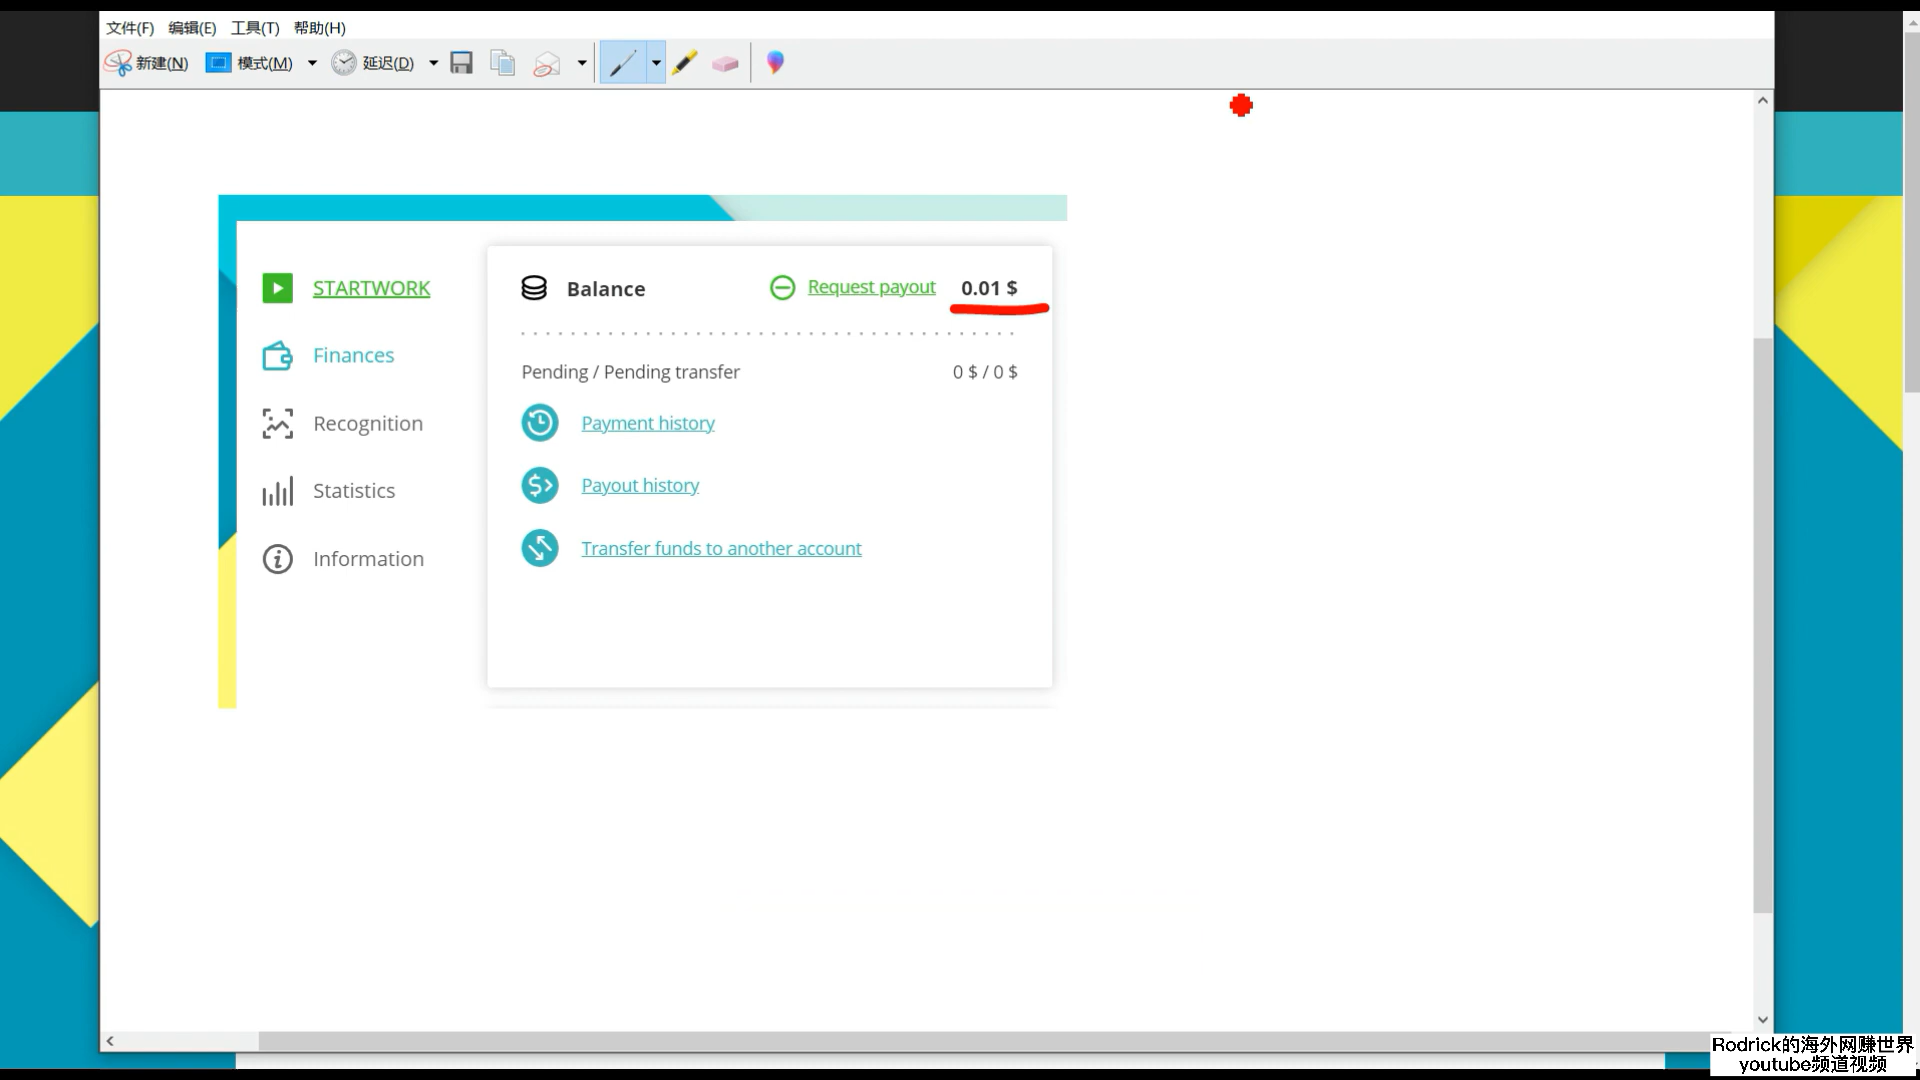 文件(F) 编辑(E) 工具(T) 帮助(H)
新建(N) 模式(M) 延迟(D)
STARTWORK
Finances
Recognition
Statistics
Information
Balance Request payout 0.01 $
Pending / Pending transfer 0 $ / 0 $
Payment history
Payout history
Transfer funds to another account
Rodrick的海外网赚世界
youtube频道视频